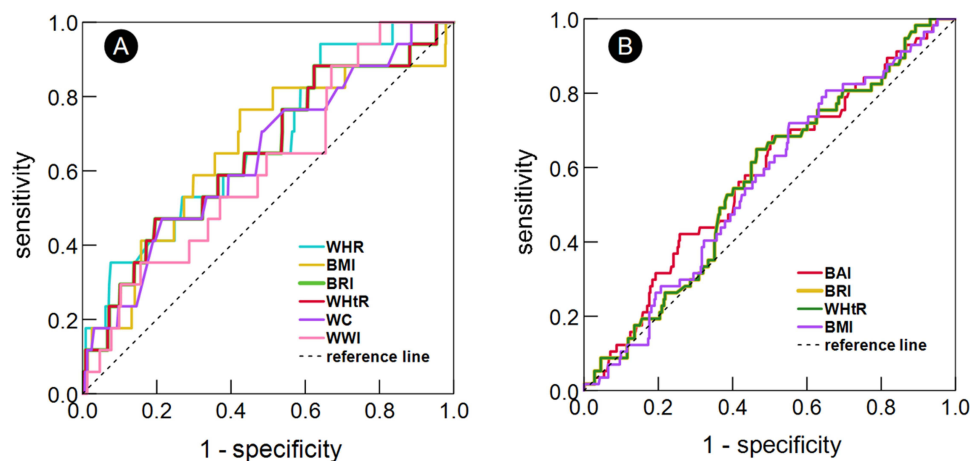 A
1.0
0.8
0.6
0.4
0.2
0.0
sensitivity
WHR
BMI
BRI
WHtR
WC
WWI
reference line
0.0 0.2 0.4 0.6 0.8 1.0
1 - specificity
B
1.0
0.8
0.6
0.4
0.2
0.0
sensitivity
BAI
BRI
WHtR
BMI
reference line
0.0 0.2 0.4 0.6 0.8 1.0
1 - specificity